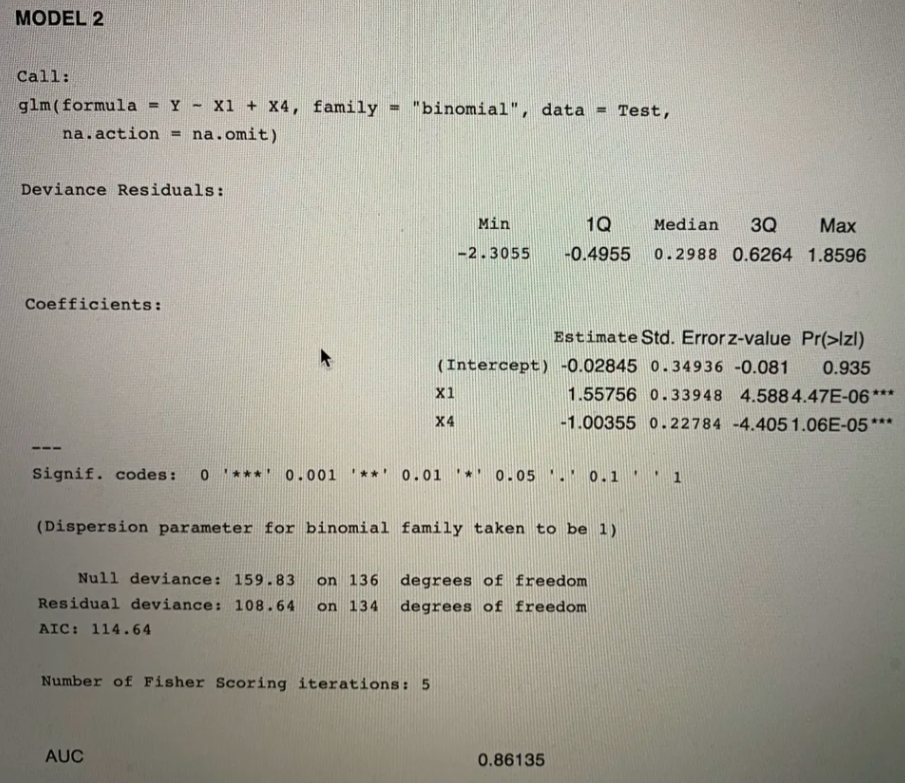 MODEL 2
Call:
glm(formula = Y ~ X1 + X4, family = "binomial", data = Test,
na.action = na.omit)
Deviance Residuals:
Min 1Q Median 3Q Max
-2.3055 -0.4955 0.2988 0.6264 1.8596
Coefficients:
Estimate Std. Error z-value Pr(>|z|)
(Intercept) -0.02845 0.34936 -0.081 0.935
X1 1.55756 0.33948 4.588 4.47E-06 ***
X4 -1.00355 0.22784 -4.405 1.06E-05 ***
---
Signif. codes: 0 '***' 0.001 '**' 0.01 '*' 0.05 '.' 0.1 ' ' 1
(Dispersion parameter for binomial family taken to be 1)
Null deviance: 159.83 on 136 degrees of freedom
Residual deviance: 108.64 on 134 degrees of freedom
AIC: 114.64
Number of Fisher Scoring iterations: 5
AUC 0.86135